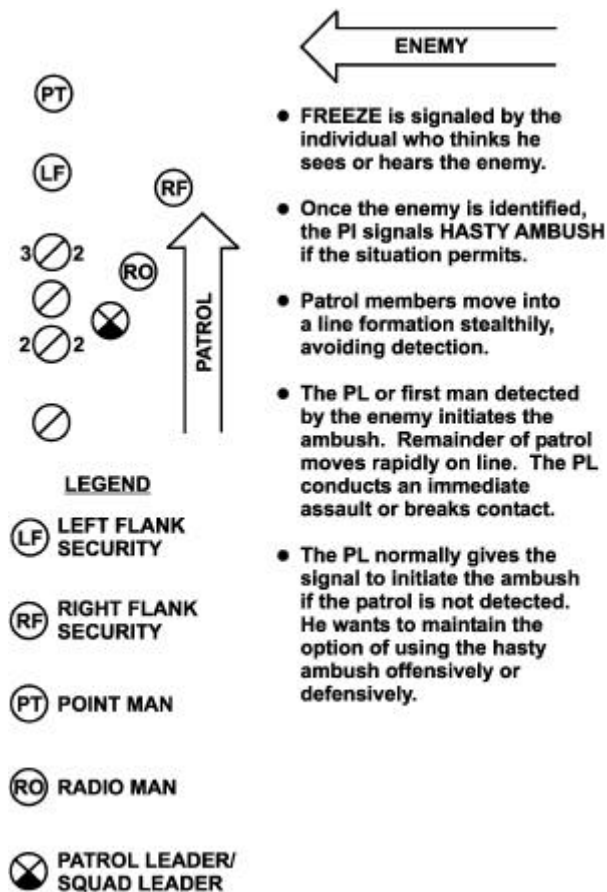 ENEMY
PT
LF
RF
3 2
RO
2 2
PATROL
● FREEZE is signaled by the
individual who thinks he
sees or hears the enemy.
● Once the enemy is identified,
the Pl signals HASTY AMBUSH
if the situation permits.
● Patrol members move into
a line formation stealthily,
avoiding detection.
● The PL or first man detected
by the enemy initiates the
ambush. Remainder of patrol
moves rapidly on line. The PL
conducts an immediate
assault or breaks contact.
● The PL normally gives the
signal to initiate the ambush
if the patrol is not detected.
He wants to maintain the
option of using the hasty
ambush offensively or
defensively.
LEGEND
LF LEFT FLANK
SECURITY
RF RIGHT FLANK
SECURITY
PT POINT MAN
RO RADIO MAN
PATROL LEADER/
SQUAD LEADER